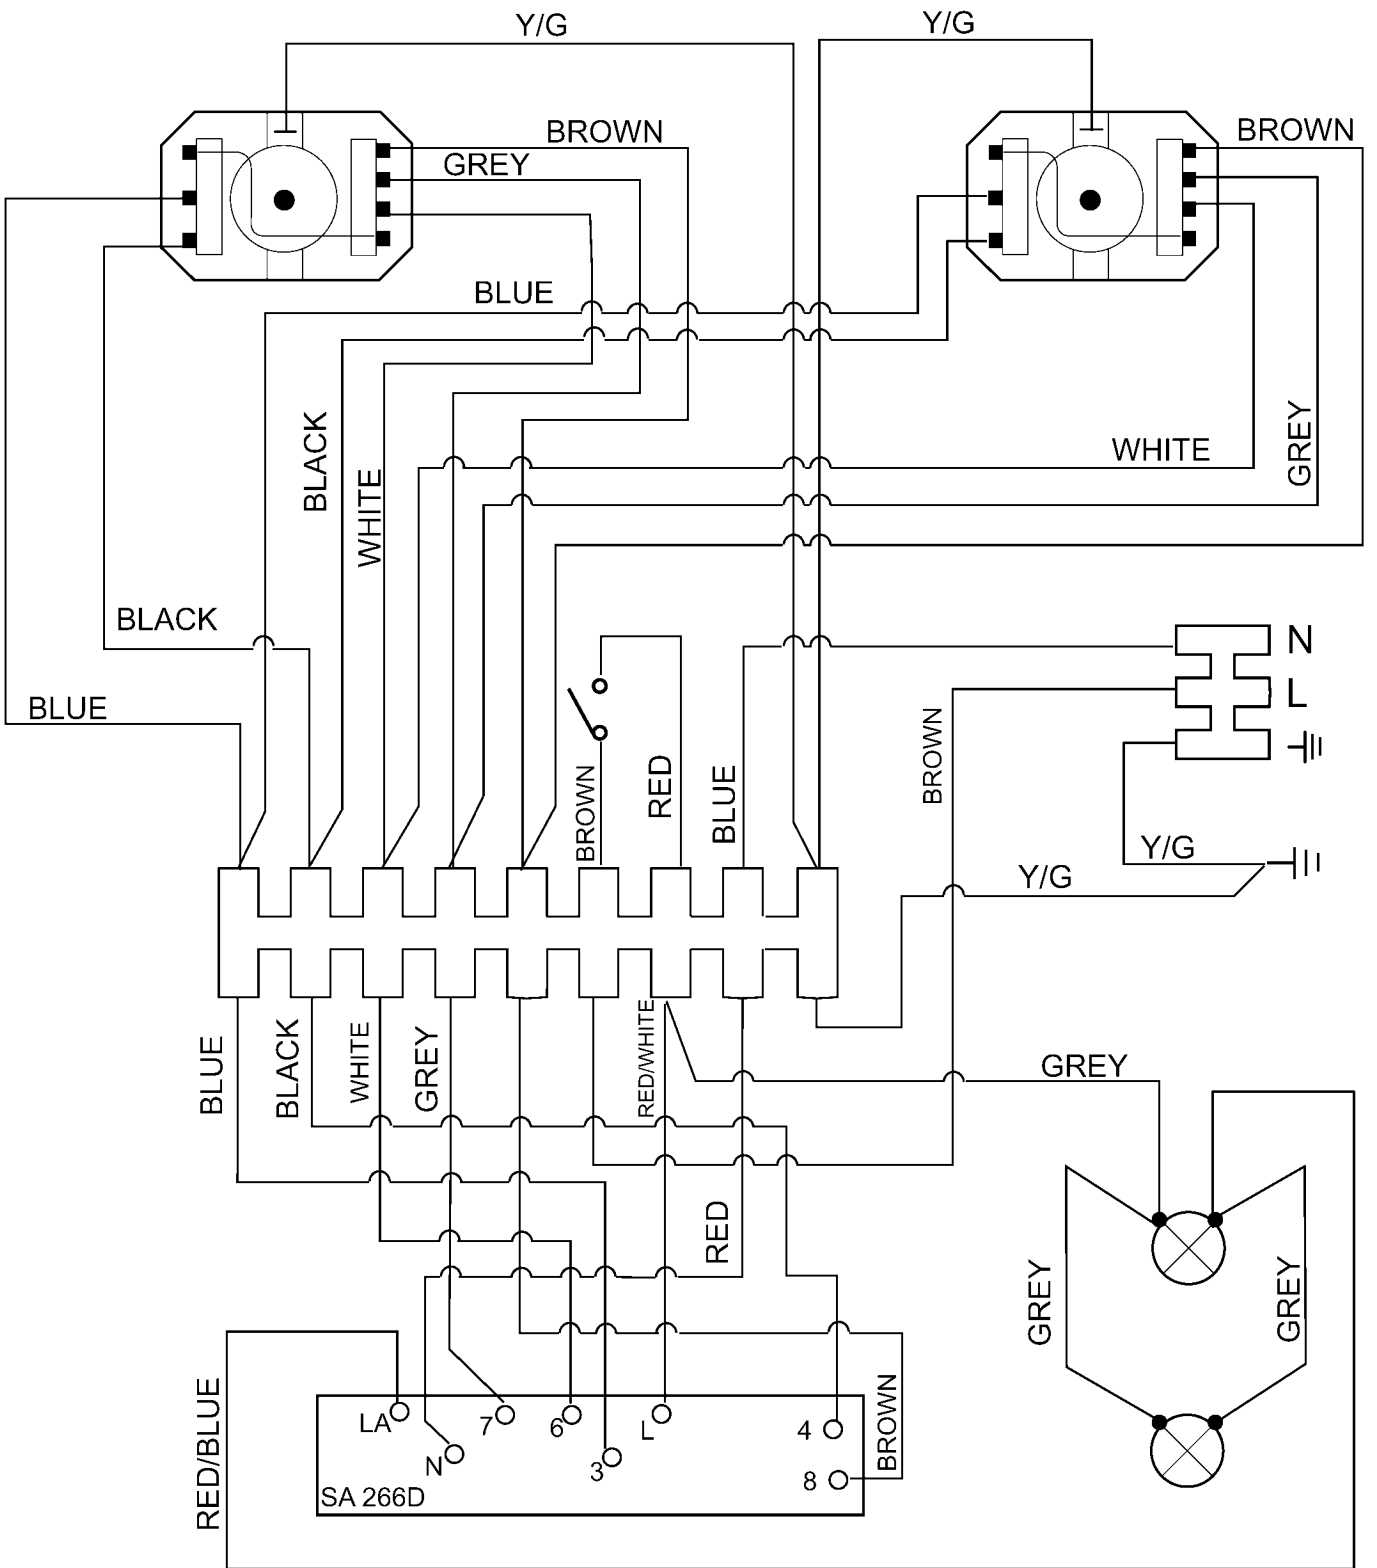 Y/G
Y/G
BROWN
BROWN
GREY
BLUE
BLACK
WHITE
WHITE
GREY
BLACK
BLUE
N
L
BROWN
RED
BLUE
BROWN
Y/G
Y/G
BLUE
BLACK
WHITE
GREY
RED/WHITE
GREY
RED
GREY
GREY
RED/BLUE
LA
7
6
L
4
BROWN
N
3
8
SA 266D